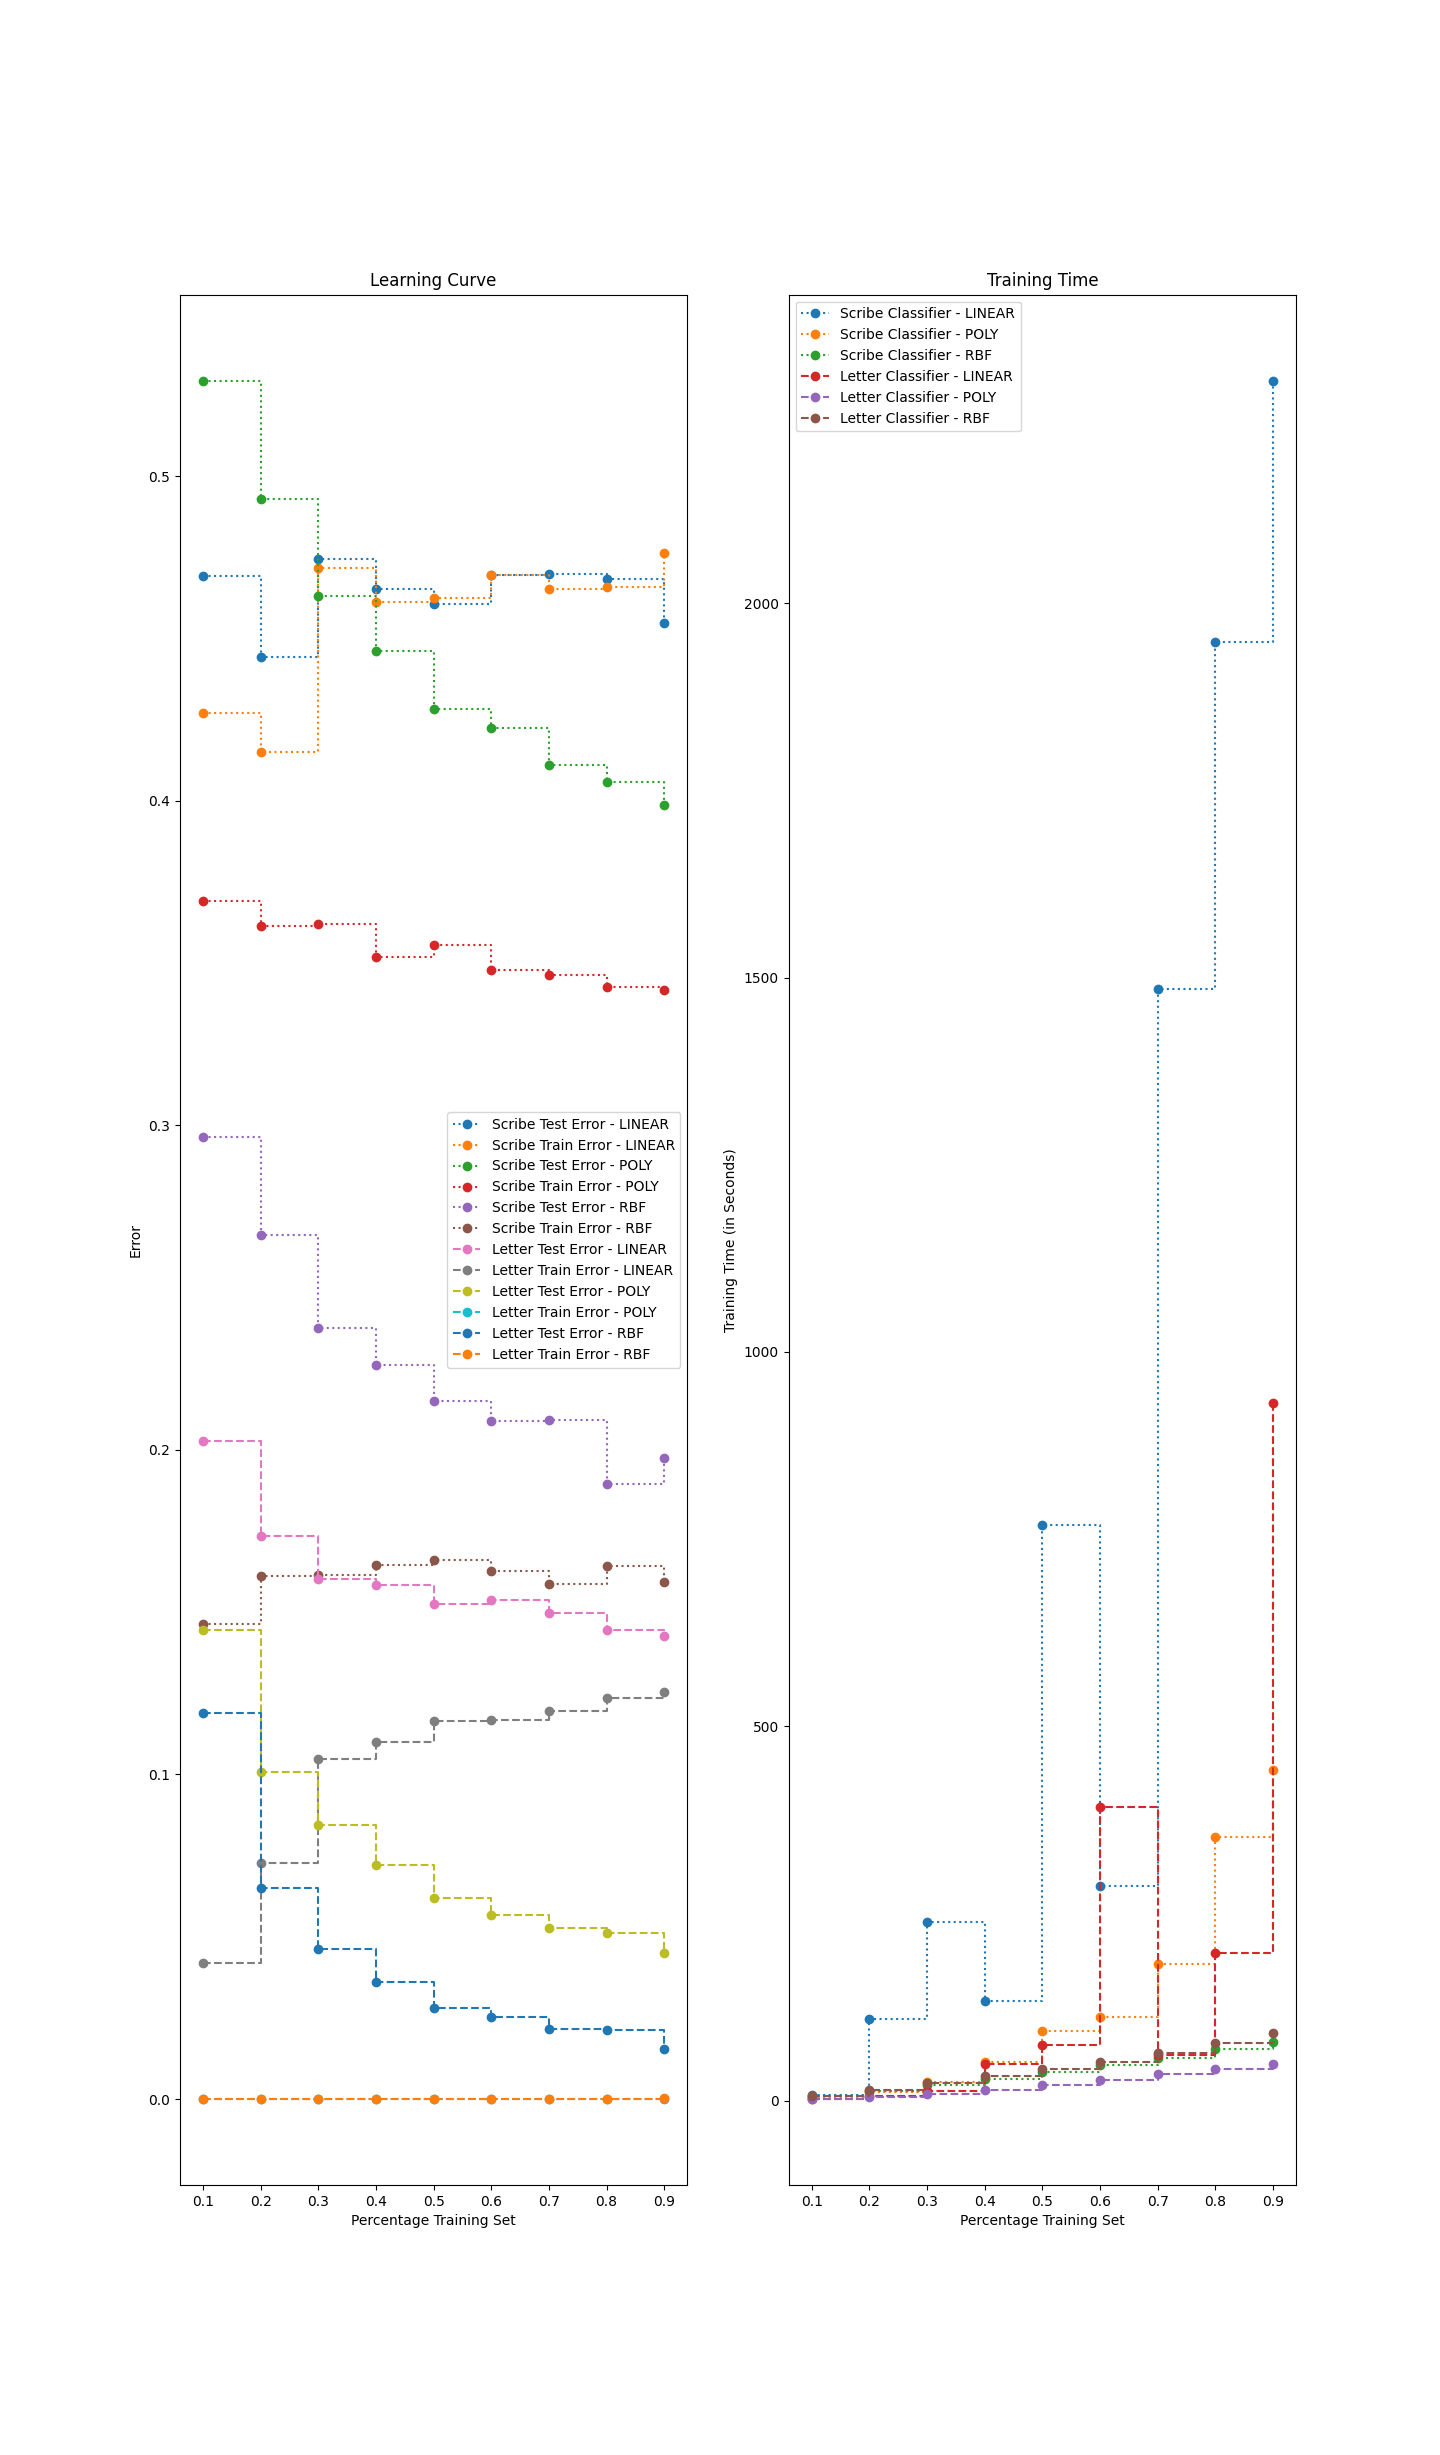 Learning Curve
0.5
0.4
0.3
0.2
0.1
0.0
Error
Scribe Test Error - LINEAR
Scribe Train Error - LINEAR
Scribe Test Error - POLY
Scribe Train Error - POLY
Scribe Test Error - RBF
Scribe Train Error - RBF
Letter Test Error - LINEAR
Letter Train Error - LINEAR
Letter Test Error - POLY
Letter Train Error - POLY
Letter Test Error - RBF
Letter Train Error - RBF
0.1 0.2 0.3 0.4 0.5 0.6 0.7 0.8 0.9
Percentage Training Set
Training Time
Scribe Classifier - LINEAR
Scribe Classifier - POLY
Scribe Classifier - RBF
Letter Classifier - LINEAR
Letter Classifier - POLY
Letter Classifier - RBF
2000
1500
1000
500
0
Training Time (in Seconds)
0.1 0.2 0.3 0.4 0.5 0.6 0.7 0.8 0.9
Percentage Training Set